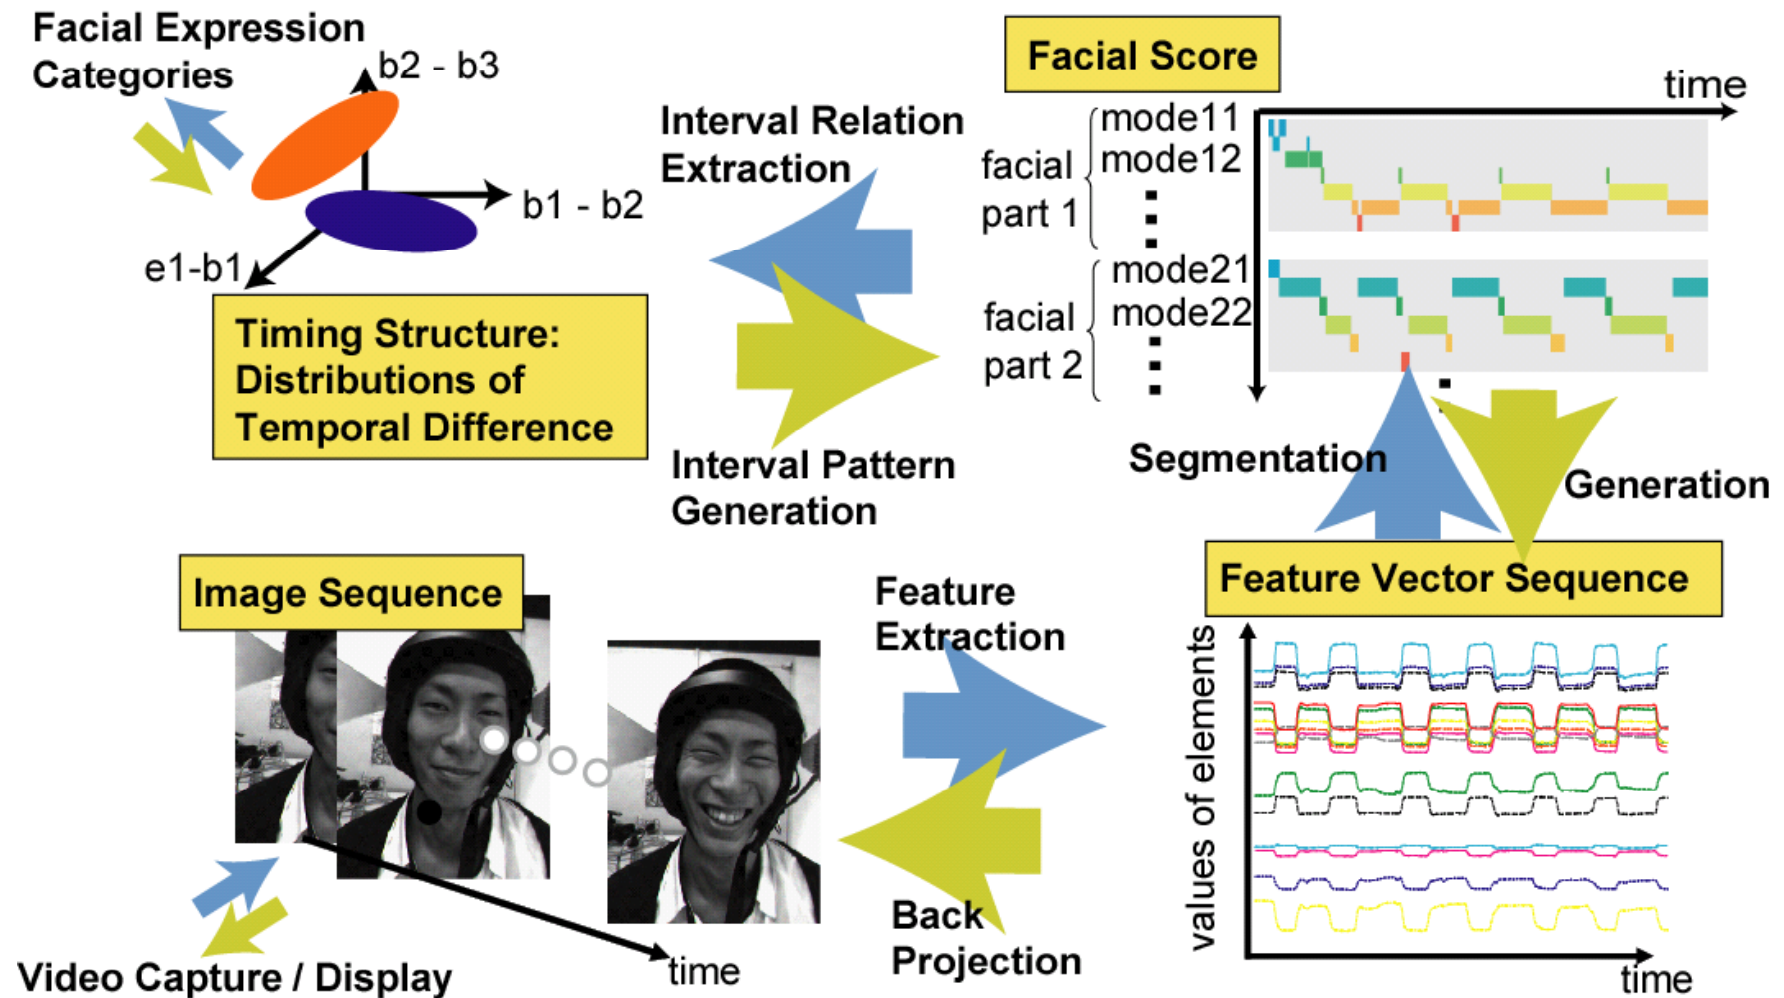 Facial Expression
Categories
b2 - b3
b1 - b2
e1-b1
Timing Structure:
Distributions of
Temporal Difference
Interval Relation
Extraction
Interval Pattern
Generation
Facial Score
time
facial
part 1
mode11
mode12
facial
part 2
mode21
mode22
Segmentation
Generation
Image Sequence
time
Video Capture / Display
Feature
Extraction
Back
Projection
Feature Vector Sequence
values of elements
time